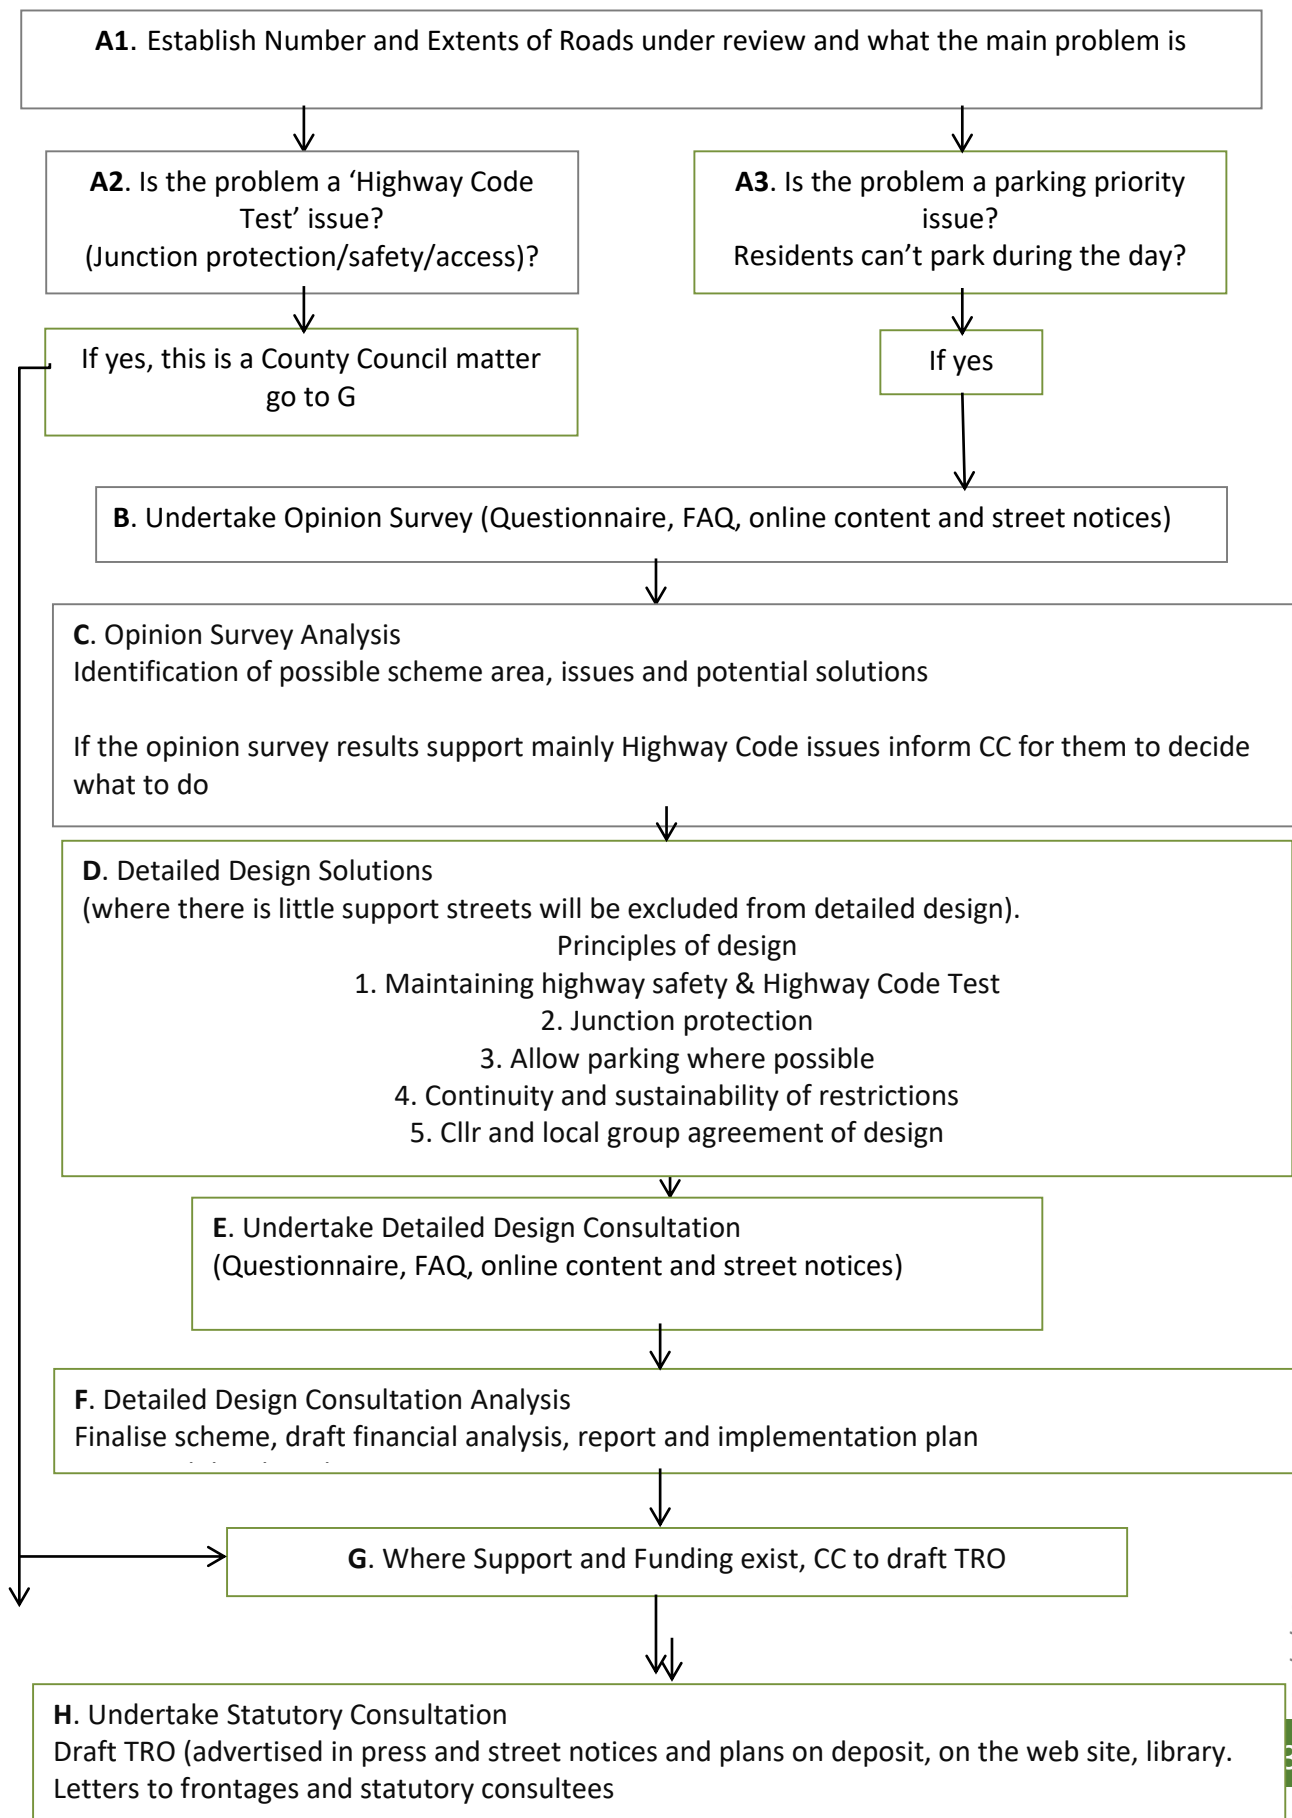 A1. Establish Number and Extents of Roads under review and what the main problem is
A2. Is the problem a ‘Highway Code
Test’ issue?
(Junction protection/safety/access)?
A3. Is the problem a parking priority
issue?
Residents can’t park during the day?
If yes, this is a County Council matter
go to G
If yes
B. Undertake Opinion Survey (Questionnaire, FAQ, online content and street notices)
C. Opinion Survey Analysis
Identification of possible scheme area, issues and potential solutions
If the opinion survey results support mainly Highway Code issues inform CC for them to decide
what to do
D. Detailed Design Solutions
(where there is little support streets will be excluded from detailed design).
Principles of design
1. Maintaining highway safety & Highway Code Test
2. Junction protection
3. Allow parking where possible
4. Continuity and sustainability of restrictions
5. Cllr and local group agreement of design
E. Undertake Detailed Design Consultation
(Questionnaire, FAQ, online content and street notices)
F. Detailed Design Consultation Analysis
Finalise scheme, draft financial analysis, report and implementation plan
G. Where Support and Funding exist, CC to draft TRO
H. Undertake Statutory Consultation
Draft TRO (advertised in press and street notices and plans on deposit, on the web site, library.
Letters to frontages and statutory consultees